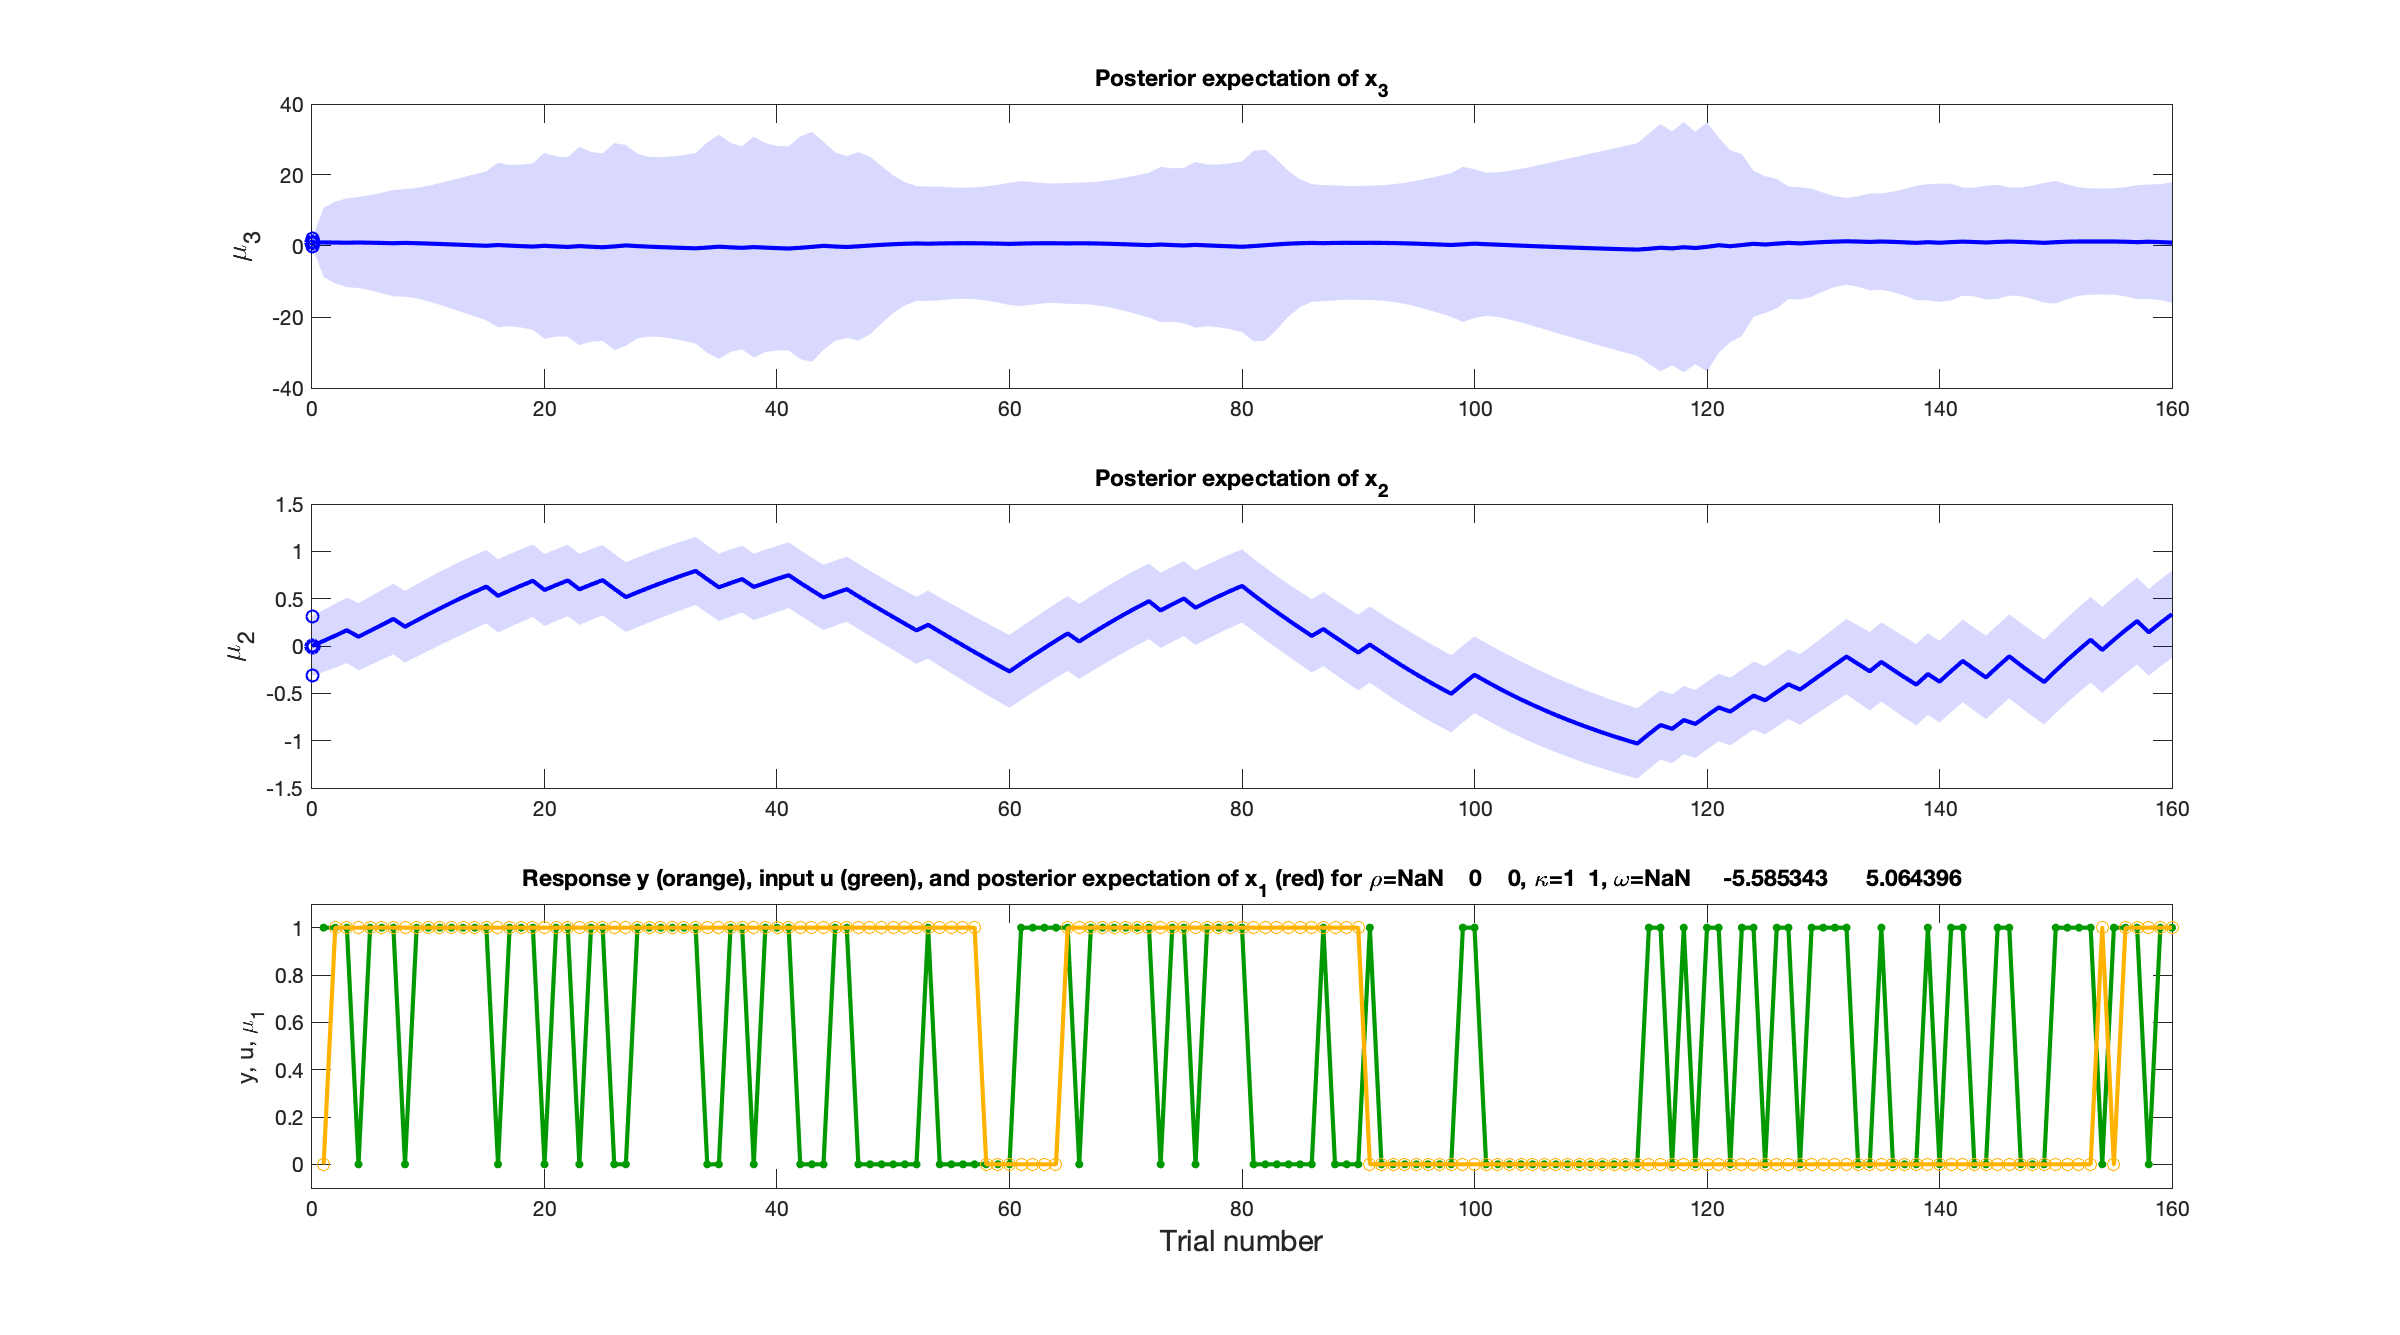 Posterior expectation of x3
40
20
0
-20
-40
μ3
0 20 40 60 80 100 120 140 160
Posterior expectation of x2
1.5
1
0.5
0
-0.5
-1
-1.5
μ2
0 20 40 60 80 100 120 140 160
Response y (orange), input u (green), and posterior expectation of x1 (red) for ρ=NaN 0 0, κ=1 1, ω=NaN -5.585343 5.064396
1
0.8
0.6
0.4
0.2
0
y, u, μ1
0 20 40 60 80 100 120 140 160
Trial number